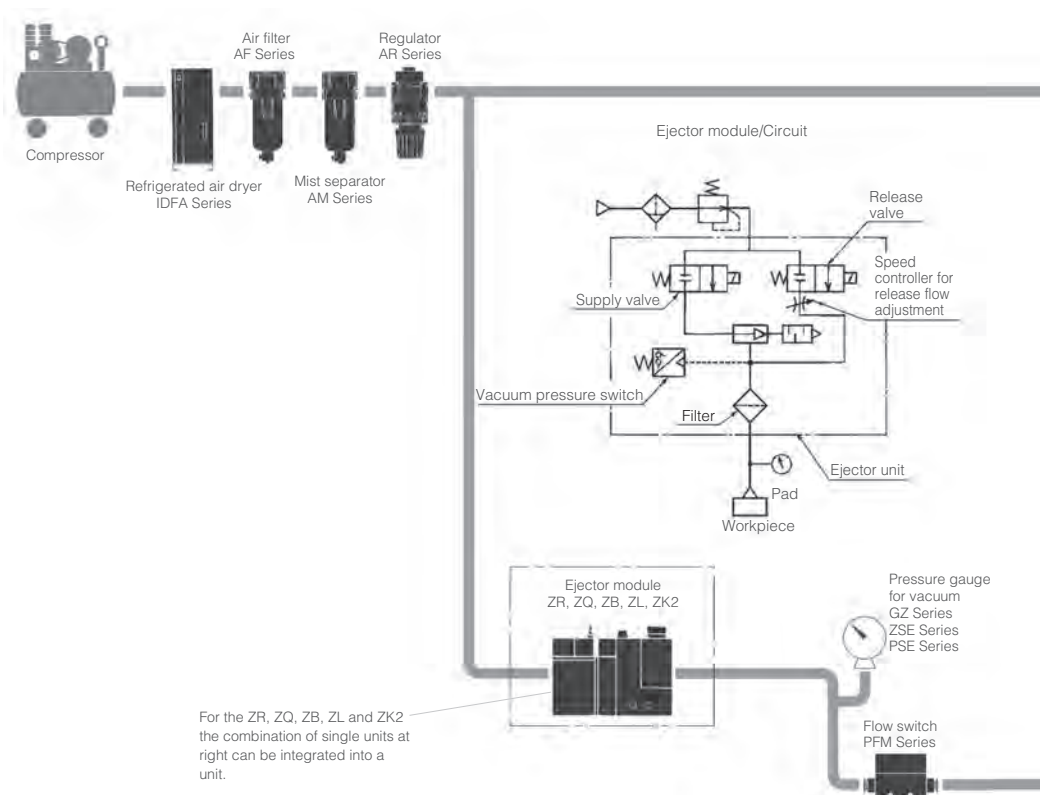 Air filter
AF Series
Regulator
AR Series
Compressor
Refrigerated air dryer
IDFA Series
Mist separator
AM Series
Ejector module/Circuit
Release
valve
Speed
controller for
release flow
adjustment
Supply valve
Vacuum pressure switch
Filter
Ejector unit
Pad
Workpiece
Ejector module
ZR, ZQ, ZB, ZL, ZK2
Pressure gauge
for vacuum
GZ Series
ZSE Series
PSE Series
For the ZR, ZQ, ZB, ZL and ZK2
the combination of single units at
right can be integrated into a
unit.
Flow switch
PFM Series